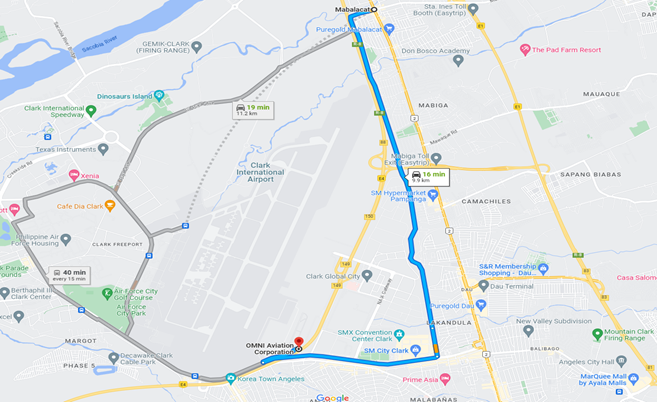 Mabalacat
Sta. Ines Toll
Booth (Easytrip)
Sacobia River
Puregold Mabalacat
GEMIK-CLARK
(FIRING RANGE)
Don Bosco Academy
The Pad Farm Resort
Dinosaurs Island
MAUAQUE
MABIGA
19 min
11.2 km
Clark International
Speedway
Texas Instruments
Mabiga Toll
Exit (Easytrip)
Clark
International
Airport
16 min
9.9 km
SAPANG BIABAS
Xenia
SM Hypermarket
Pampanga
CAMACHILES
Cafe Dia Clark
Philippine Air
Force Housing
CLARK FREEPORT
40 min
every 15 min
Clark Global City
S&R Membership
Shopping - Dau...
Casa Salome
Berthaphil
Clark Center
Air Force City
Golf Course
Air Force
City Park
DAU
Dau Terminal
Puregold Dau
MARGOT
OMNI Aviation
Corporation
SMX Convention
Center Clark
New Valley Subdivision
Mountain Clark
Firing Range
BALIBAGO
Decawake Clark
Cable Park
PHASE 5
SM City Clark
Angeles City Hall
Korea Town Angeles
Prime Asia
MarQuee Mall
by Ayala Malls
Google